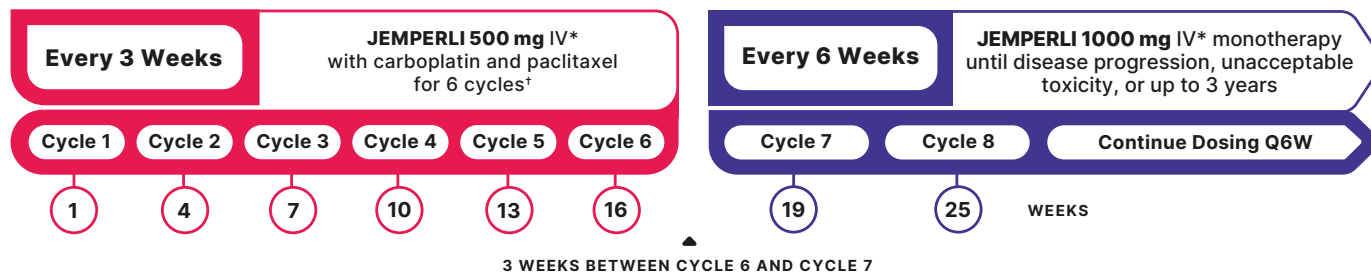 Every 3 Weeks
JEMPERLI 500 mg IV*
with carboplatin and paclitaxel
for 6 cycles†
Every 6 Weeks
JEMPERLI 1000 mg IV* monotherapy
until disease progression, unacceptable
toxicity, or up to 3 years
Cycle 1 Cycle 2 Cycle 3 Cycle 4 Cycle 5 Cycle 6 Cycle 7 Cycle 8 Continue Dosing Q6W
1 4 7 10 13 16 19 25 WEEKS
3 WEEKS BETWEEN CYCLE 6 AND CYCLE 7